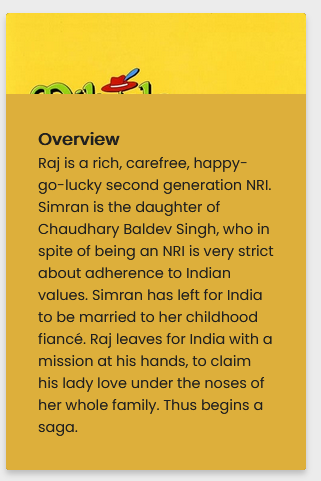 Overview
Raj is a rich, carefree, happy-
go-lucky second generation NRI.
Simran is the daughter of
Chaudhary Baldev Singh, who in
spite of being an NRI is very strict
about adherence to Indian
values. Simran has left for India
to be married to her childhood
fiancé. Raj leaves for India with a
mission at his hands, to claim
his lady love under the noses of
her whole family. Thus begins a
saga.